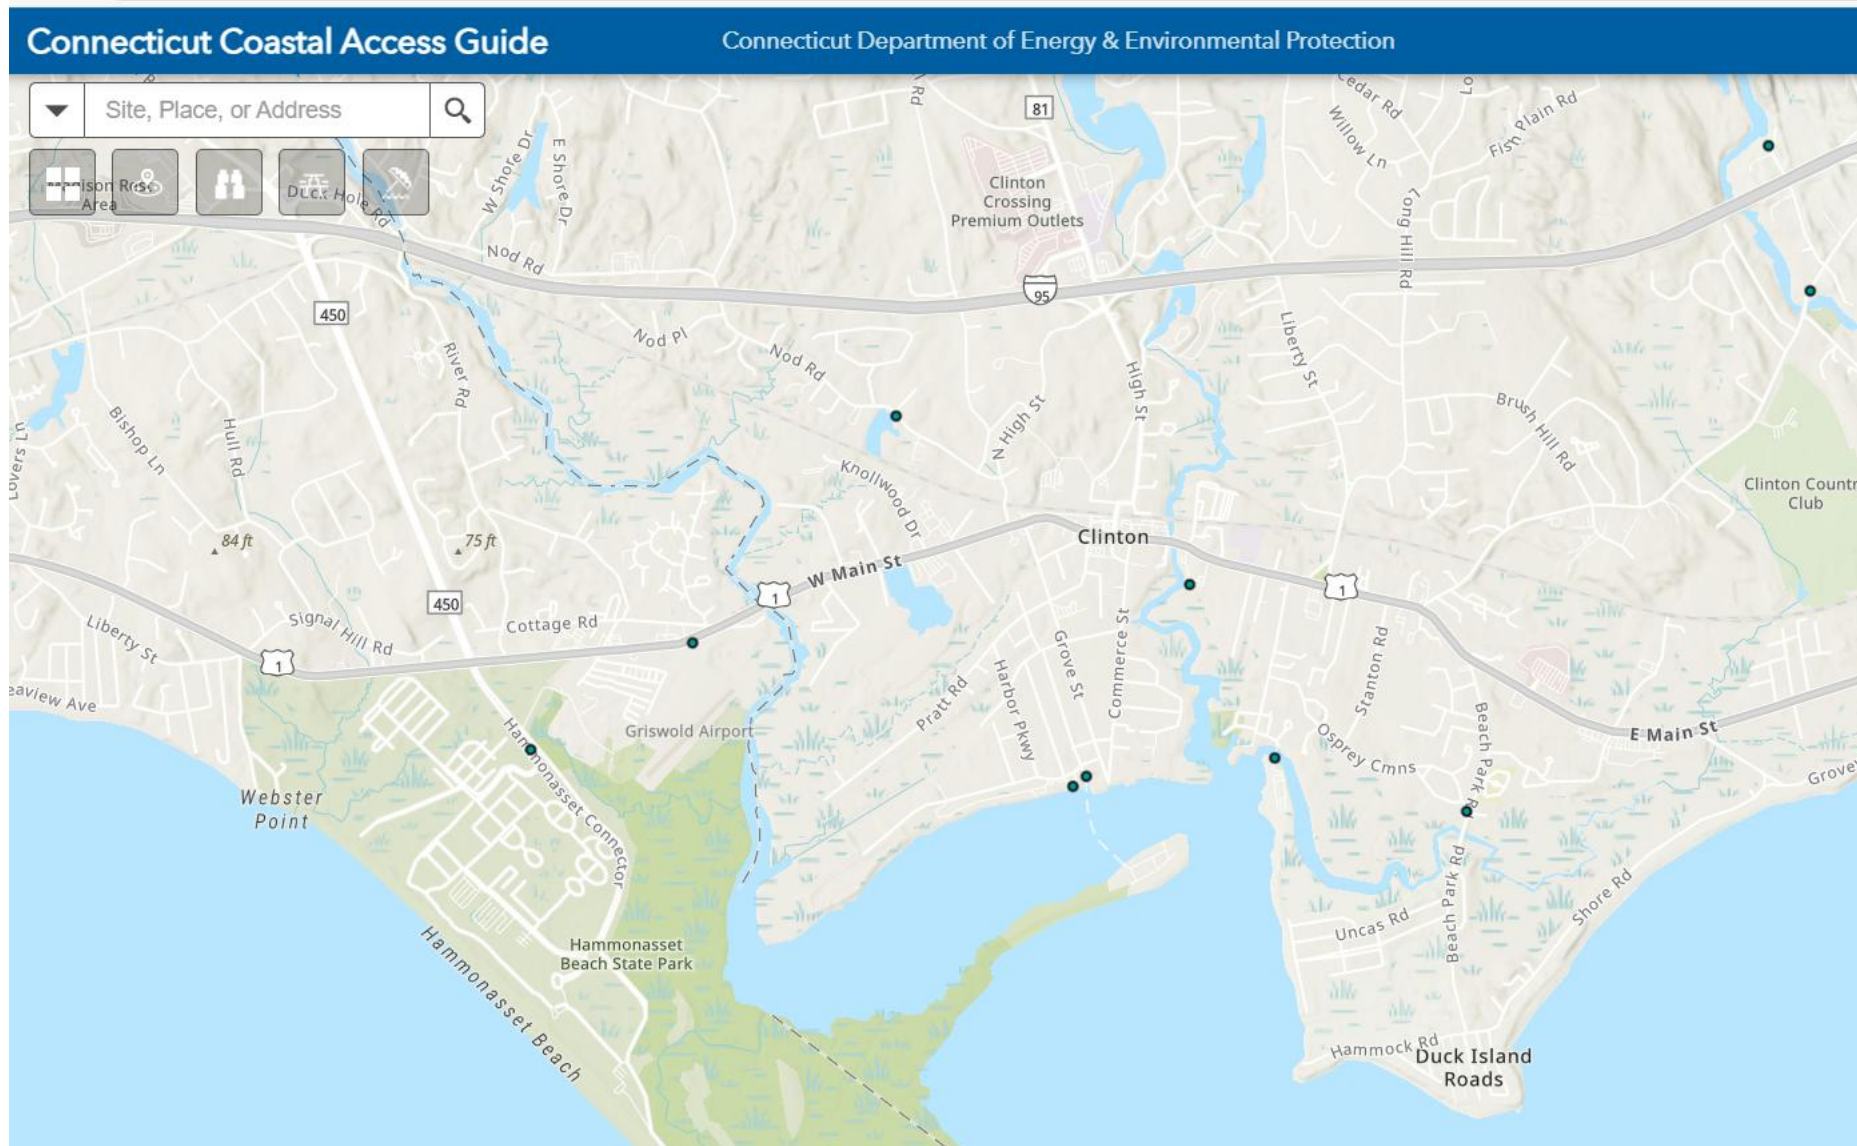 Connecticut Coastal Access Guide
Connecticut Department of Energy & Environmental Protection
Site, Place, or Address
Area
Duck Hole Rd
W Shore Dr
E Shore Dr
Nod Rd
Rd
81
Clinton
Crossing
Premium Outlets
Cedar Rd
Willow Ln
Fish Plain Rd
Long Hill Rd
95
450
Nod Pl
Nod Rd
River Rd
High St
Liberty St
N High St
Brush Hill Rd
Bishop Ln
Hull Rd
Knollwood Dr
Clinton Countr
Club
84 ft
75 ft
Clinton
W Main St
1
1
450
Cottage Rd
Signal Hill Rd
Liberty St
1
eaview Ave
Grove St
Commerce St
Harbor Pkwy
Pratt Rd
Stanton Rd
Griswold Airport
Osprey Cmns
Beach Park R
E Main St
Grove
Hammonasset Connector
Webster
Point
Beach Park Rd
Shore Rd
Uncas Rd
Hammonasset
Beach State Park
Hammonasset Beach
Hammock Rd
Duck Island
Roads